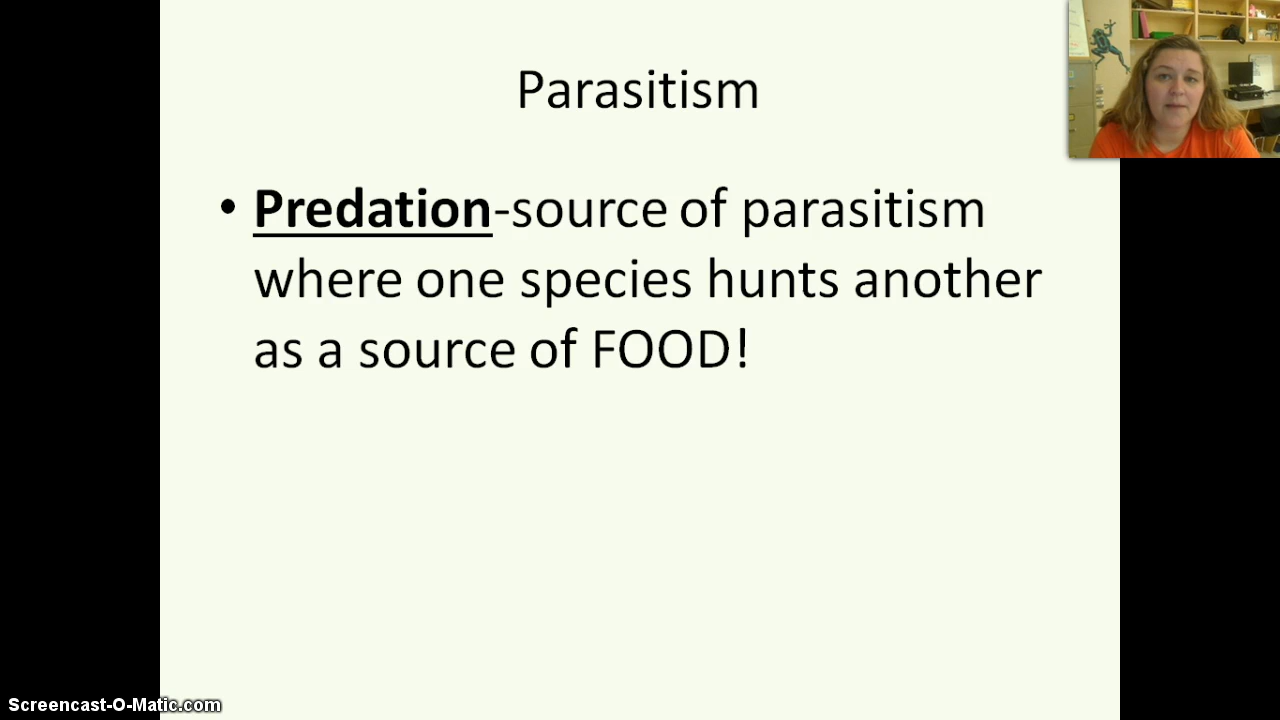 Parasitism
• Predation-source of parasitism
where one species hunts another
as a source of FOOD!
Screencast-O-Matic.com